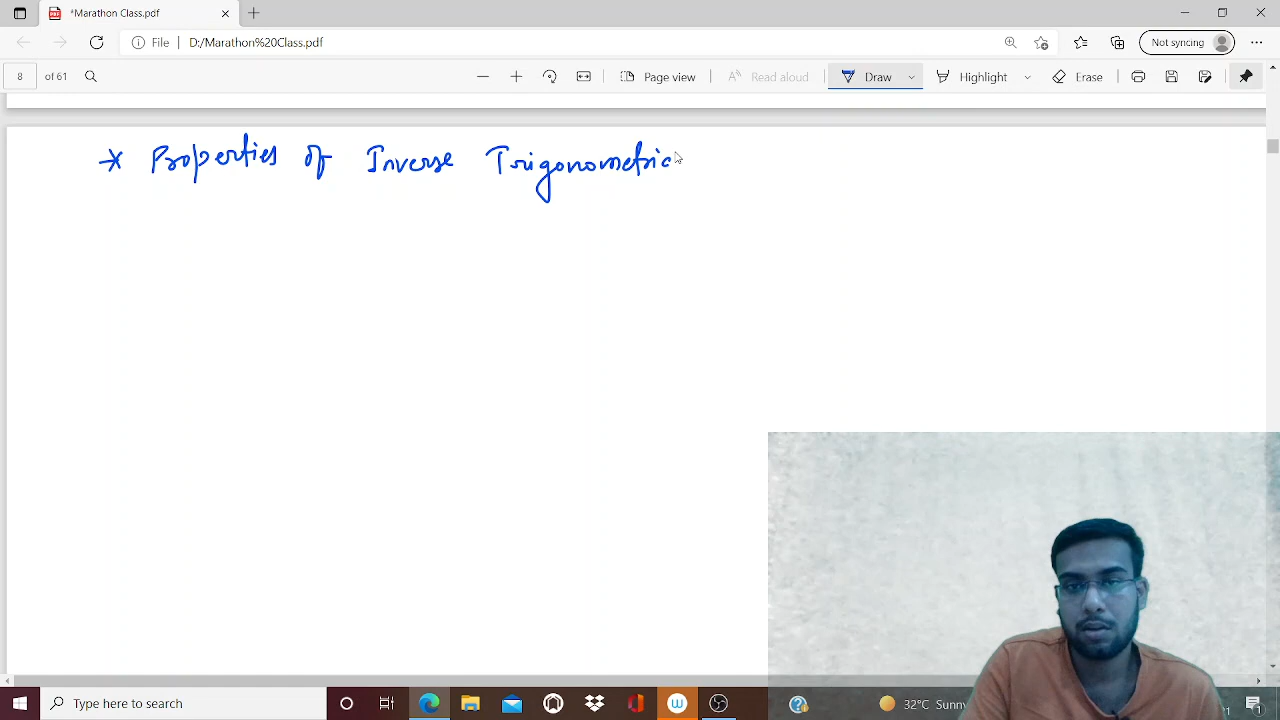 *Marathon Class.pdf
File | D:/Marathon%20Class.pdf Not syncing
8 of 61 Page view Read aloud Draw Highlight Erase
* Properties of Inverse Trigonometric
Type here to search 32°C Sunny 1